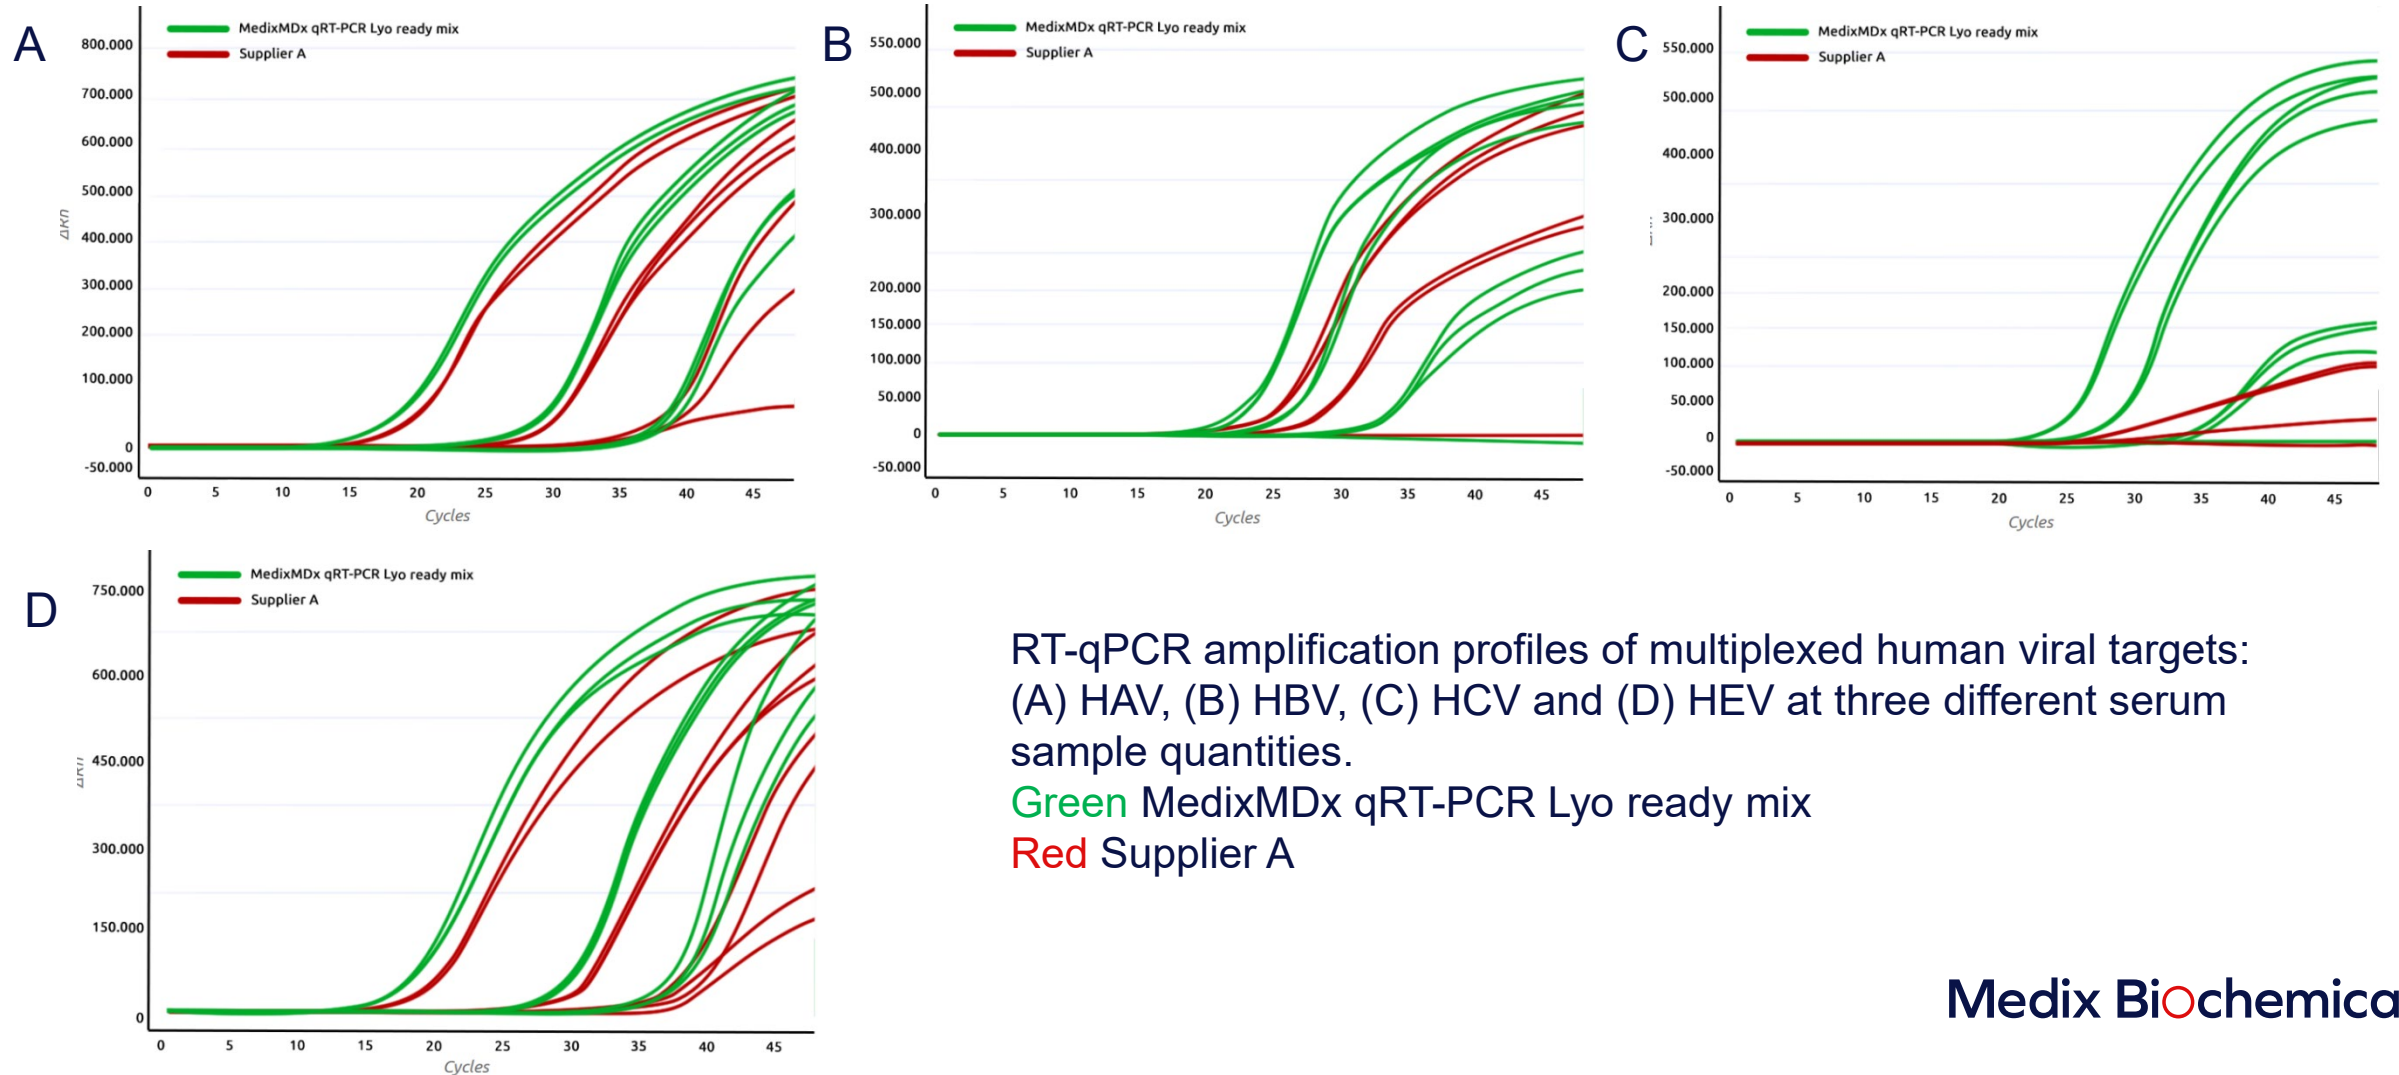 A
MedixMDx qRT-PCR Lyo ready mix
Supplier A
800.000
700.000
600.000
500.000
400.000
300.000
200.000
100.000
0
-50.000
0 5 10 15 20 25 30 35 40 45
Cycles
B
MedixMDx qRT-PCR Lyo ready mix
Supplier A
550.000
500.000
400.000
300.000
200.000
150.000
100.000
50.000
0
-50.000
0 5 10 15 20 25 30 35 40 45
Cycles
C
MedixMDx qRT-PCR Lyo ready mix
Supplier A
550.000
500.000
400.000
300.000
200.000
150.000
100.000
50.000
0
-50.000
0 5 10 15 20 25 30 35 40 45
Cycles
D
MedixMDx qRT-PCR Lyo ready mix
Supplier A
750.000
600.000
450.000
300.000
150.000
0
0 5 10 15 20 25 30 35 40 45
Cycles
RT-qPCR amplification profiles of multiplexed human viral targets:
(A) HAV, (B) HBV, (C) HCV and (D) HEV at three different serum
sample quantities.
Green MedixMDx qRT-PCR Lyo ready mix
Red Supplier A
Medix Biochemica